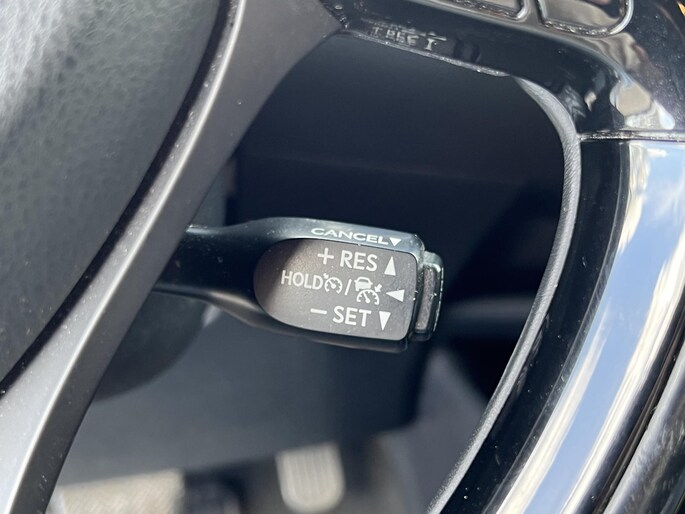 CANCEL▼
+ RES ▲
HOLD / ◄
− SET ▼